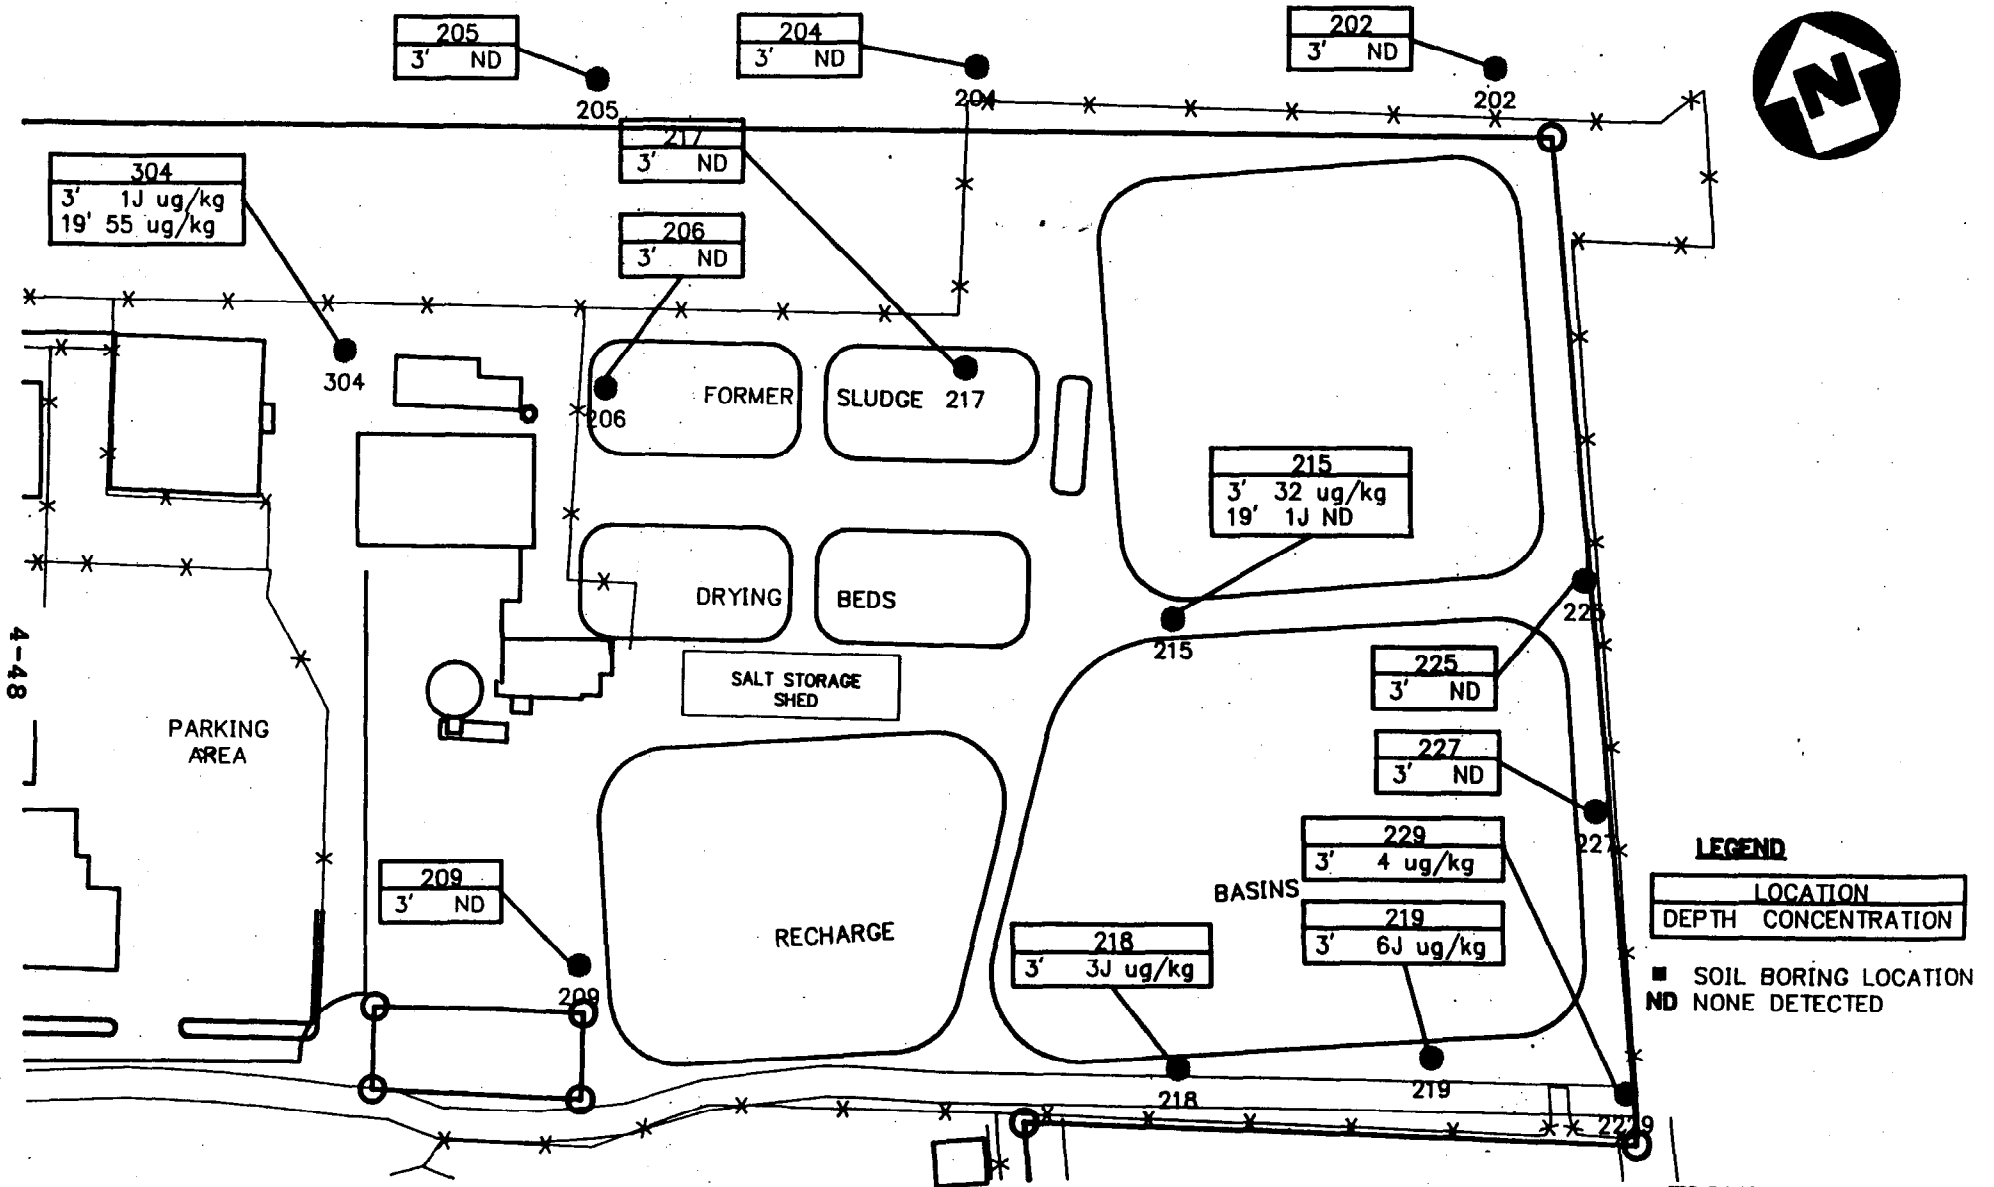 205
3' ND
204
3' ND
202
3' ND
N
205
204
202
217
3' ND
304
3' 1J ug/kg
19' 55 ug/kg
206
3' ND
304
206
FORMER
SLUDGE 217
215
3' 32 ug/kg
19' 1J ND
DRYING
BEDS
225
215
225
3' ND
4-48
SALT STORAGE
SHED
PARKING
AREA
227
3' ND
227
229
3' 4 ug/kg
LEGEND
LOCATION
DEPTH CONCENTRATION
209
3' ND
BASINS
219
3' 6J ug/kg
RECHARGE
218
3' 3J ug/kg
SOIL BORING LOCATION
ND NONE DETECTED
209
219
218